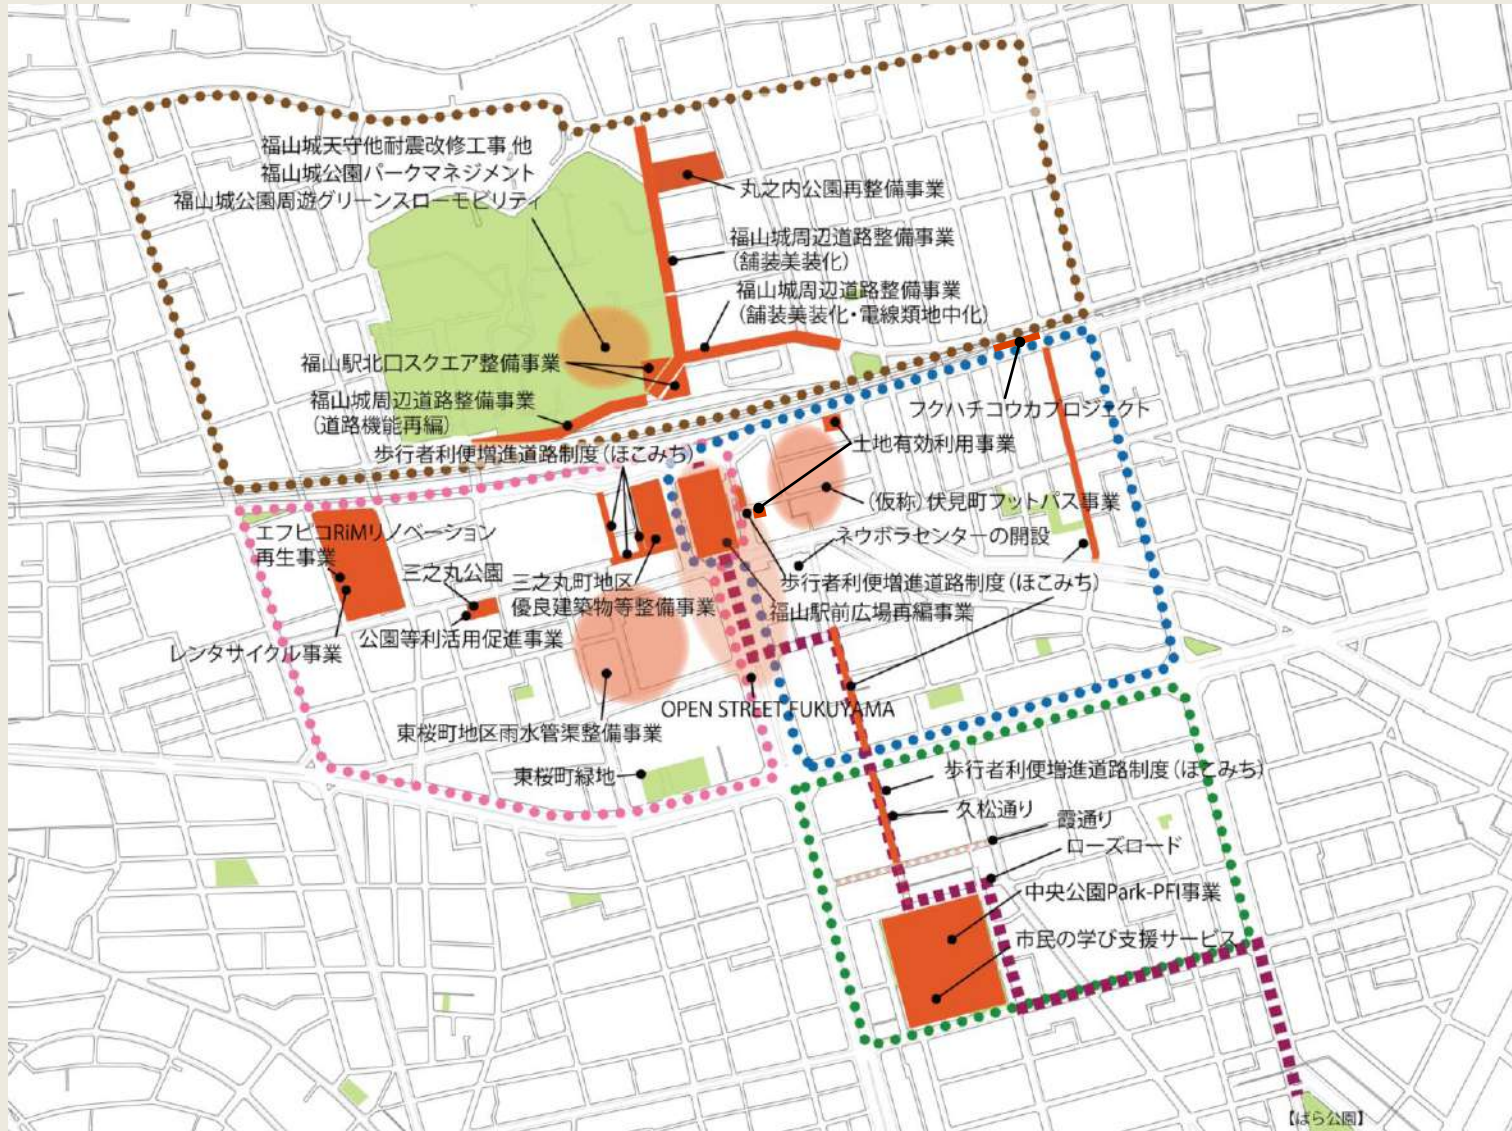 福山城天守他耐震改修工事 他
福山城公園パークマネジメント
福山城公園周遊グリーンスローモビリティ
丸之内公園再整備事業
福山城周辺道路整備事業
(舗装美装化)
福山城周辺道路整備事業
(舗装美装化・電線類地中化)
福山駅北口スクエア整備事業
福山城周辺道路整備事業
(道路機能再編)
フクハチコウカプロジェクト
歩行者利便増進道路制度(ほこみち)
土地有効利用事業
(仮称)伏見町フットパス事業
エフピコRiMリノベーション
再生事業
ネウボラセンターの開設
三之丸公園
三之丸町地区
優良建築物等整備事業
歩行者利便増進道路制度(ほこみち)
福山駅前広場再編事業
公園等利活用促進事業
レンタサイクル事業
OPEN STREET FUKUYAMA
東桜町地区雨水管渠整備事業
東桜町緑地
歩行者利便増進道路制度(ほこみち)
久松通り
霞通り
ローズロード
中央公園Park-PFI事業
市民の学び支援サービス
【ばら公園】